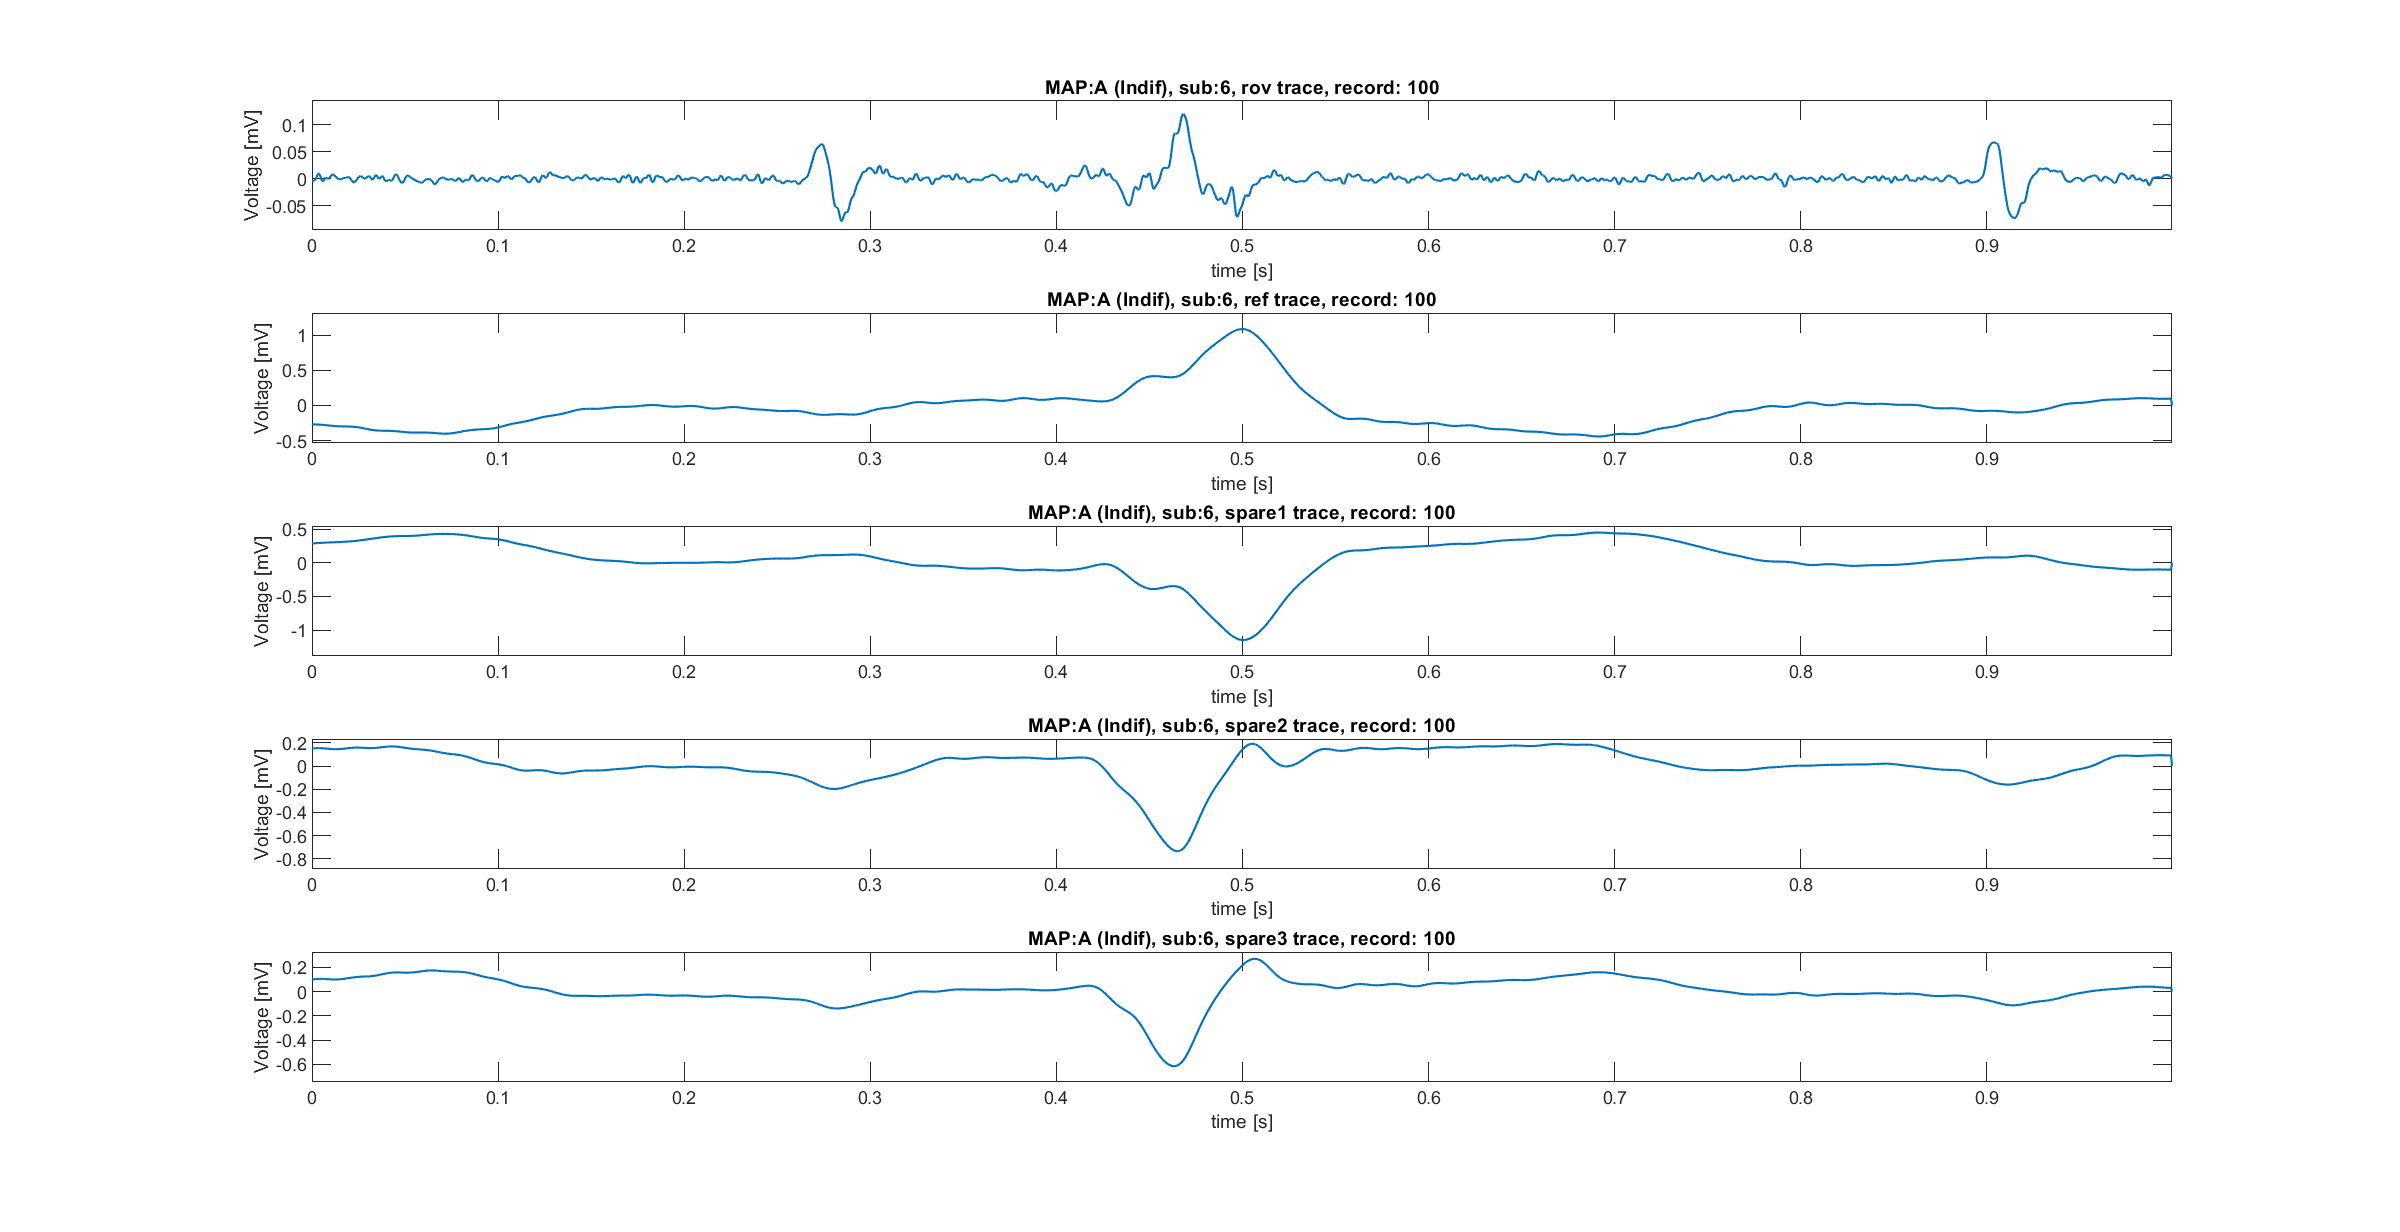 MAP:A (Indif), sub:6, rov trace, record: 100
Voltage [mV]
0.1
0.05
0
-0.05
0 0.1 0.2 0.3 0.4 0.5 0.6 0.7 0.8 0.9
time [s]
MAP:A (Indif), sub:6, ref trace, record: 100
Voltage [mV]
1
0.5
0
-0.5
0 0.1 0.2 0.3 0.4 0.5 0.6 0.7 0.8 0.9
time [s]
MAP:A (Indif), sub:6, spare1 trace, record: 100
Voltage [mV]
0.5
0
-0.5
-1
0 0.1 0.2 0.3 0.4 0.5 0.6 0.7 0.8 0.9
time [s]
MAP:A (Indif), sub:6, spare2 trace, record: 100
Voltage [mV]
0.2
0
-0.2
-0.4
-0.6
-0.8
0 0.1 0.2 0.3 0.4 0.5 0.6 0.7 0.8 0.9
time [s]
MAP:A (Indif), sub:6, spare3 trace, record: 100
Voltage [mV]
0.2
0
-0.2
-0.4
-0.6
0 0.1 0.2 0.3 0.4 0.5 0.6 0.7 0.8 0.9
time [s]